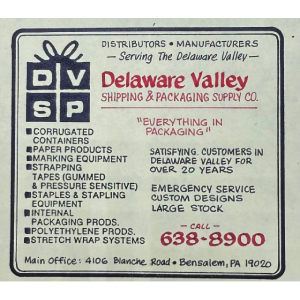 DISTRIBUTORS • MANUFACTURERS
— Serving The Delaware Valley —
DV
SP
Delaware Valley
SHIPPING & PACKAGING SUPPLY CO.
"EVERYTHING IN
PACKAGING"
■ CORRUGATED
CONTAINERS
■ PAPER PRODUCTS
■ MARKING EQUIPMENT
■ STRAPPING
TAPES (GUMMED
& PRESSURE SENSITIVE)
■ STAPLES & STAPLING
EQUIPMENT
■ INTERNAL
PACKAGING PRODS.
■ POLYETHYLENE PRODS.
■ STRETCH WRAP SYSTEMS
SATISFYING CUSTOMERS IN
DELAWARE VALLEY FOR
OVER 20 YEARS
EMERGENCY SERVICE
CUSTOM DESIGNS
LARGE STOCK
— CALL —
638-8900
Main Office: 4106 Blanche Road • Bensalem, PA 19020